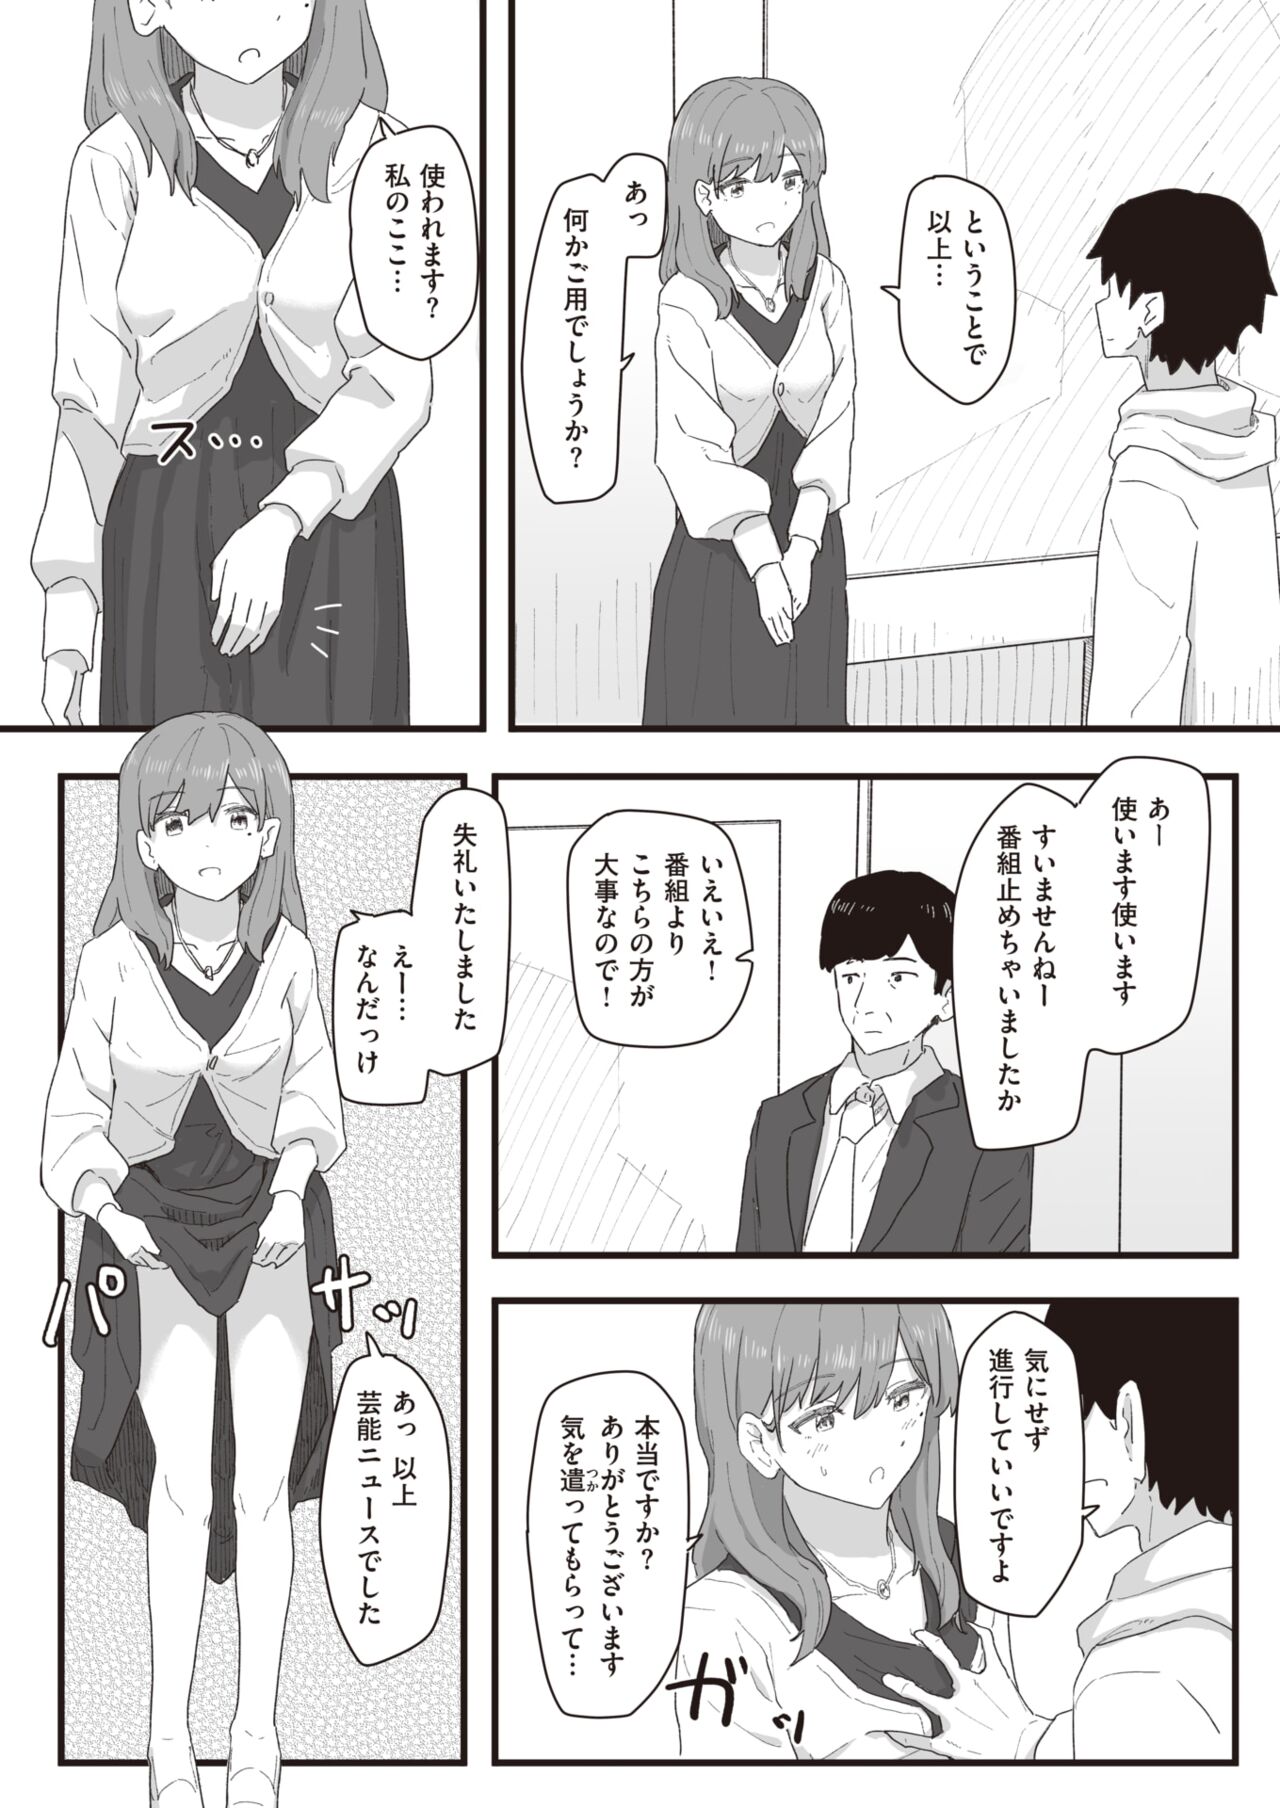 ということで
以上…
あっ
何かご用でしょうか?
使われます?
私のここ…
ス…
あー
使います使います
すいませんねー
番組止めちゃいましたか
いえいえ!
番組より
こちらの方が
大事なので!
気にせず
進行していいですよ
本当ですか?
ありがとうございます
気を遣ってもらって…
つか
ガッ
失礼いたしました
えー…
なんだっけ
パサッ
あっ 以上
芸能ニュースでした